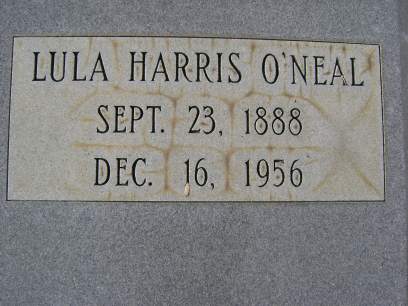 LULA HARRIS O'NEAL
SEPT. 23, 1888
DEC. 16, 1956